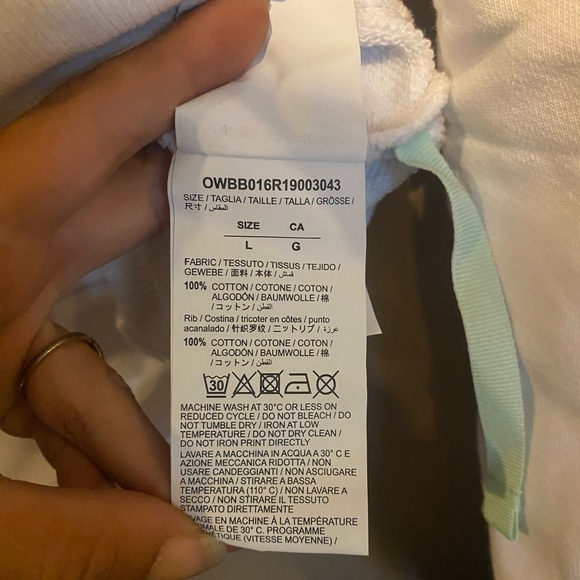 OWBB016R19003043
SIZE / TAGLIA / TAILLE / TALLA / GRÖSSE /
尺寸 / المقاس /
SIZE CA
L G
FABRIC / TESSUTO / TISSUS / TEJIDO /
GEWEBE / 面料 / 本体 / قماش /
100% COTTON / COTONE / COTON /
ALGODÓN / BAUMWOLLE / 棉
/ コットン / القطن /
Rib / Costina / tricoter en côtes / punto
acanalado / 针织罗纹 / ニットリブ / غرزة /
100% COTTON / COTONE / COTON /
ALGODÓN / BAUMWOLLE / 棉
/ コットン / القطن /
30
MACHINE WASH AT 30°C OR LESS ON
REDUCED CYCLE / DO NOT BLEACH / DO
NOT TUMBLE DRY / IRON AT LOW
TEMPERATURE / DO NOT DRY CLEAN /
DO NOT IRON PRINT DIRECTLY
LAVARE A MACCHINA IN ACQUA A 30° C E
AZIONE MECCANICA RIDOTTA / NON
USARE CANDEGGIANTI / NON ASCIUGARE
A MACCHINA / STIRARE A BASSA
TEMPERATURA (110° C) / NON LAVARE A
SECCO / NON STIRARE IL TESSUTO
STAMPATO DIRETTAMENTE
EN MACHINE À LA TEMPÉRATURE
DE 30° C. PROGRAMME
(VITESSE MOYENNE) /